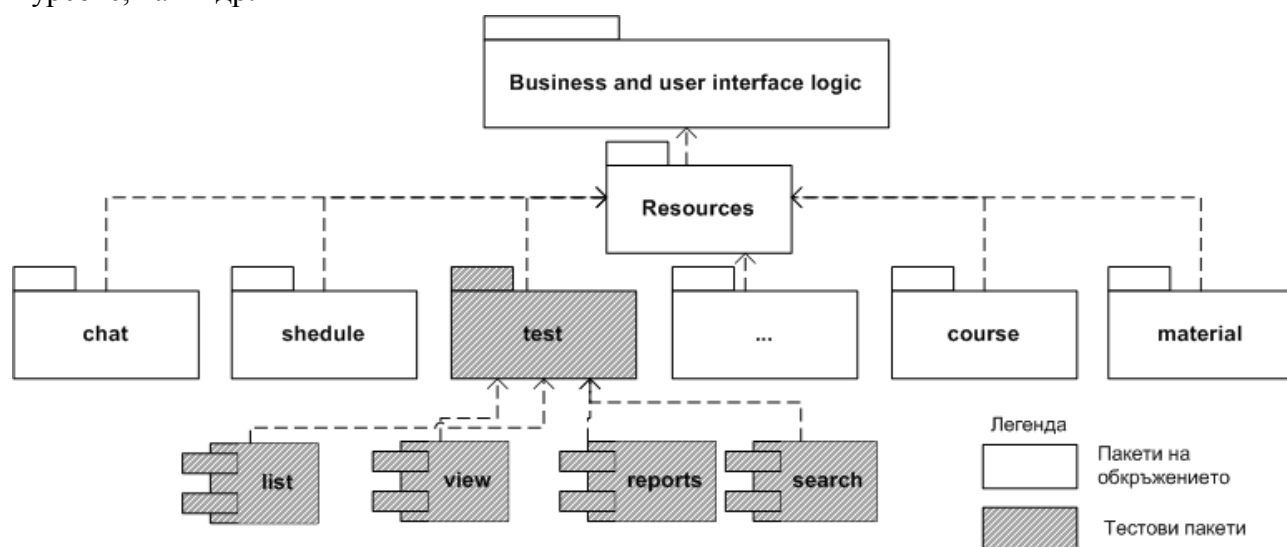 Business and user interface logic
Resources
chat
shedule
test
...
course
material
list
view
reports
search
Легенда
Пакети на
обкръжението
Тестови пакети